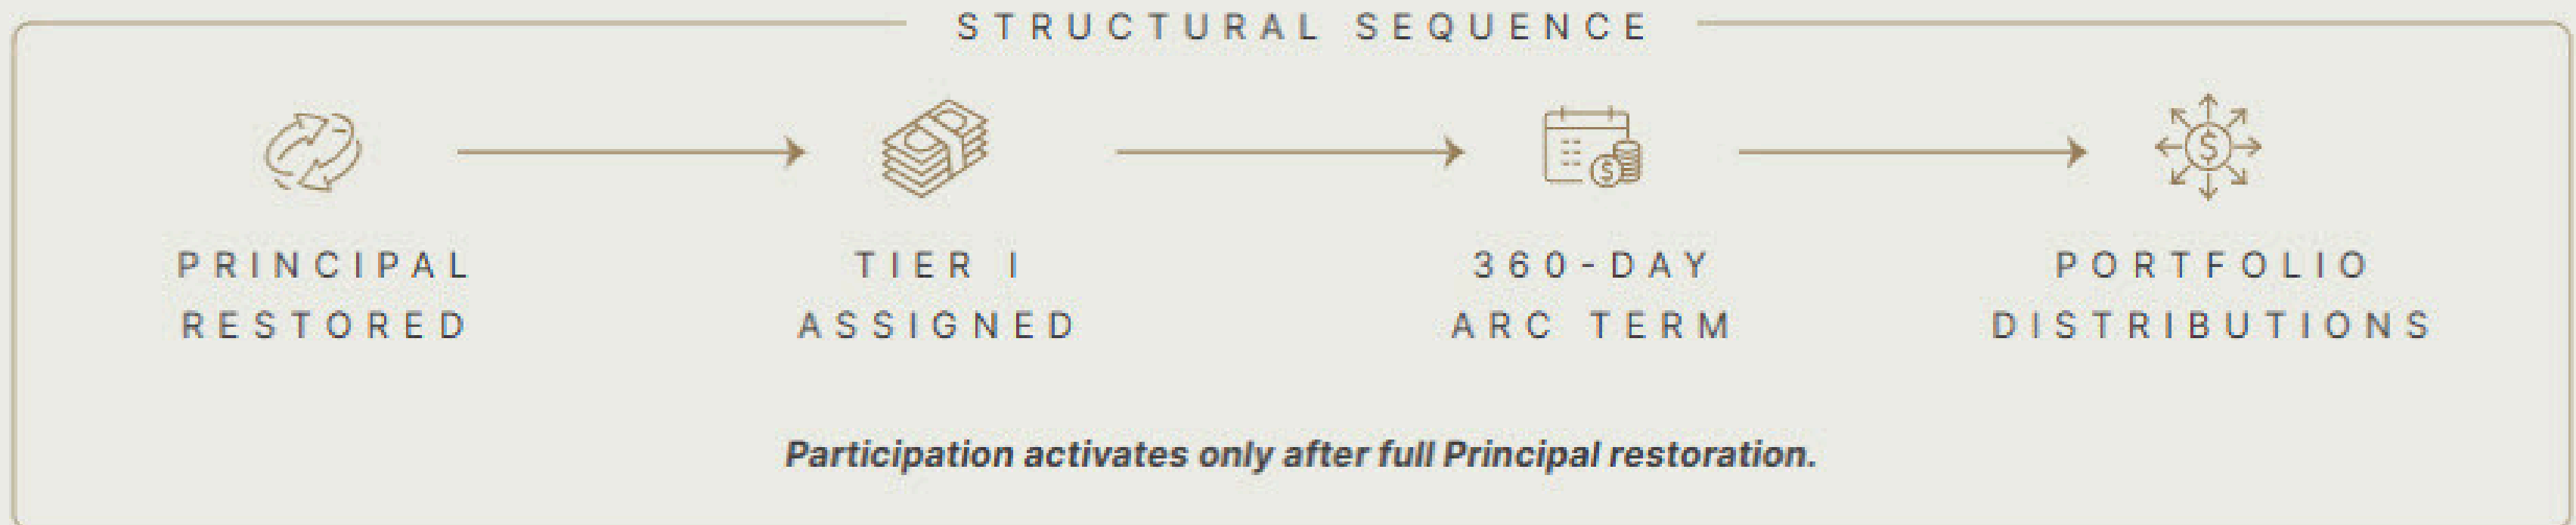 STRUCTURAL SEQUENCE
PRINCIPAL
RESTORED
TIER I
ASSIGNED
360-DAY
ARC TERM
PORTFOLIO
DISTRIBUTIONS
Participation activates only after full Principal restoration.